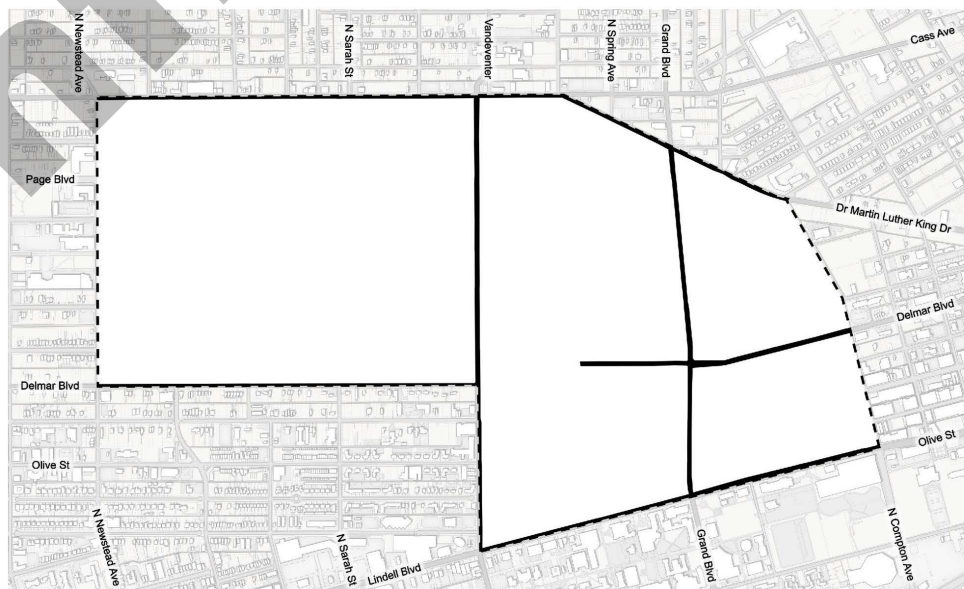 N Newstead Ave
N Sarah St
Vandeventer
N Spring Ave
Grand Blvd
Cass Ave
Page Blvd
Dr Martin Luther King Dr
Delmar Blvd
Delmar Blvd
Olive St
Olive St
N Newstead Ave
N Sarah St
Lindell Blvd
Grand Blvd
N Compton Ave